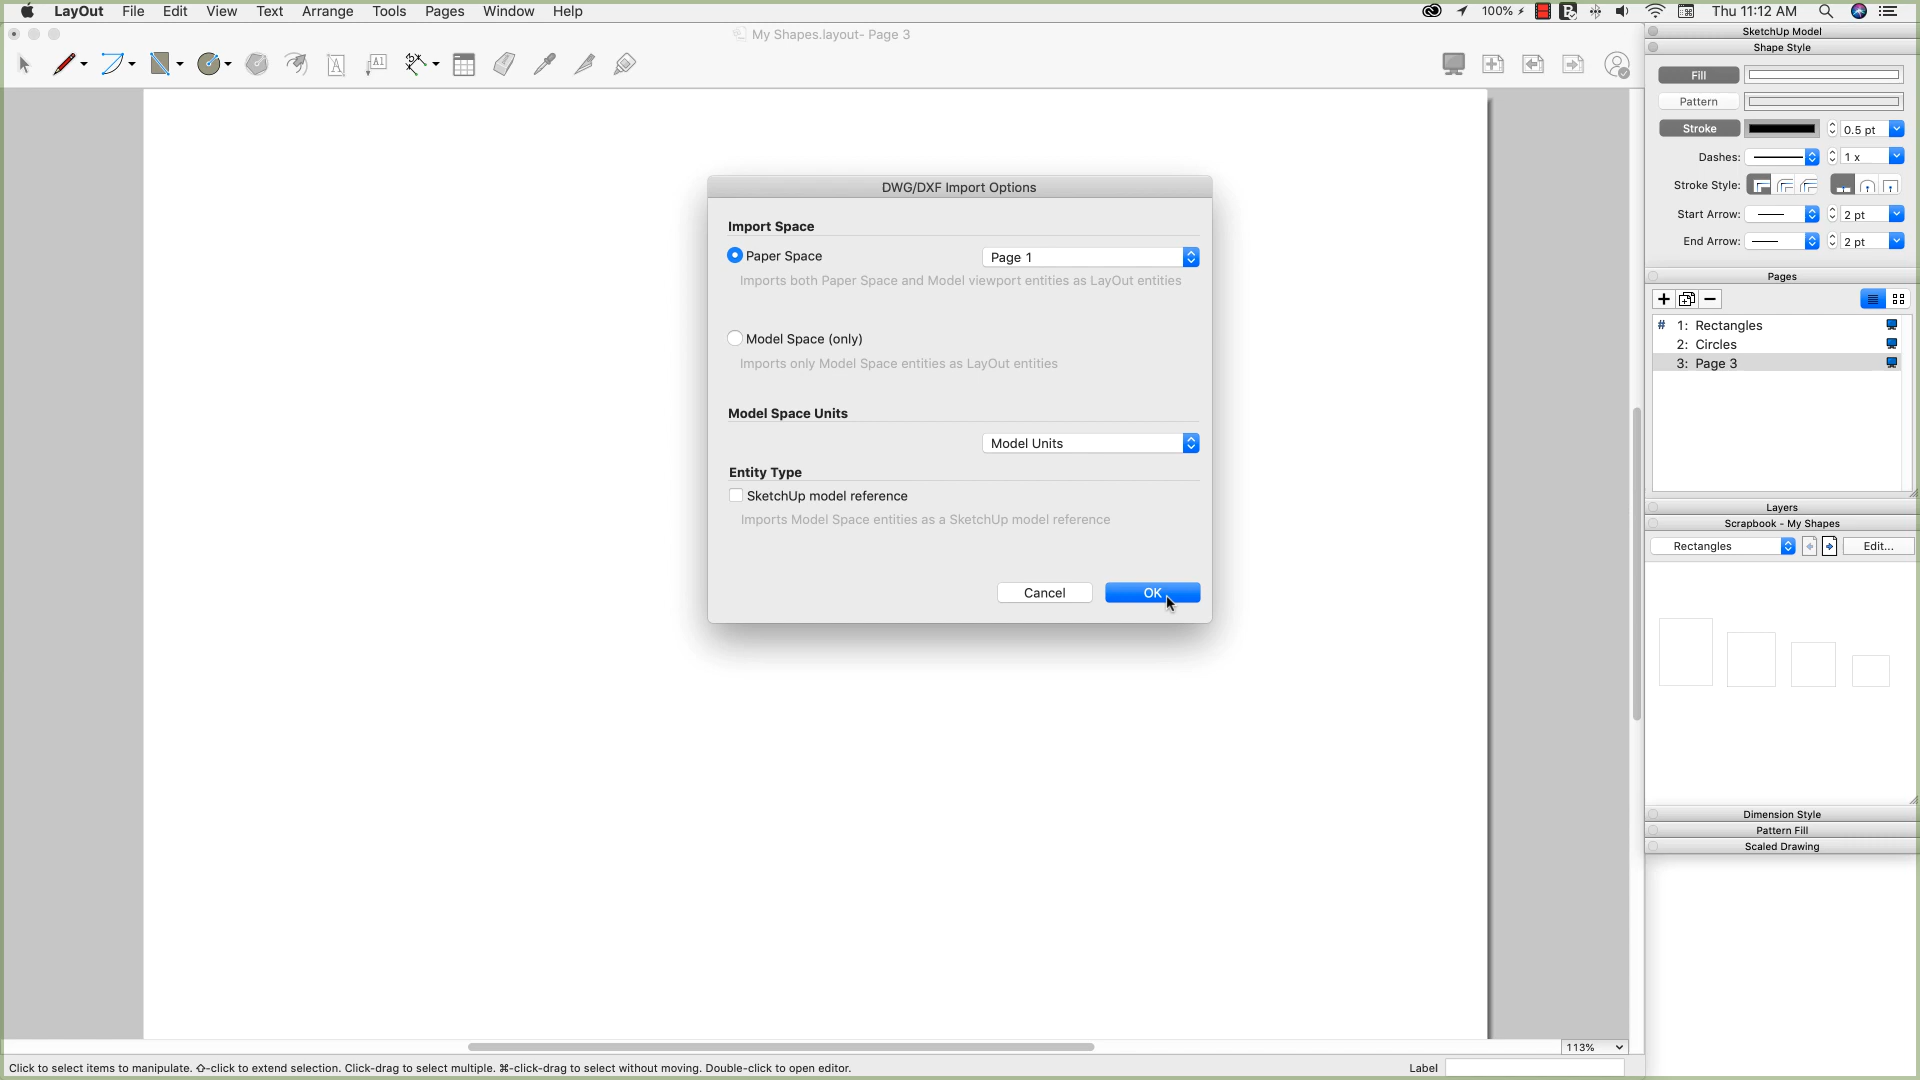 LayOut File Edit View Text Arrange Tools Pages Window Help
100% Thu 11:12 AM
My Shapes.layout- Page 3
SketchUp Model
Shape Style
Fill
Pattern
Stroke 0.5 pt
Dashes: 1 x
Stroke Style:
Start Arrow: 2 pt
End Arrow: 2 pt
Pages
# 1: Rectangles
2: Circles
3: Page 3
Layers
Scrapbook - My Shapes
Rectangles Edit...
Dimension Style
Pattern Fill
Scaled Drawing
DWG/DXF Import Options
Import Space
Paper Space Page 1
Imports both Paper Space and Model viewport entities as LayOut entities
Model Space (only)
Imports only Model Space entities as LayOut entities
Model Space Units
Model Units
Entity Type
SketchUp model reference
Imports Model Space entities as a SketchUp model reference
Cancel OK
113%
Click to select items to manipulate. ⇧-click to extend selection. Click-drag to select multiple. ⌘-click-drag to select without moving. Double-click to open editor.
Label